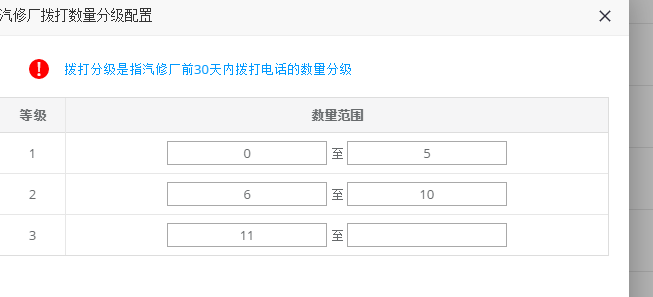 汽修厂拨打数量分级配置
拨打分级是指汽修厂前30天内拨打电话的数量分级
等级 数量范围
1 0 至 5
2 6 至 10
3 11 至